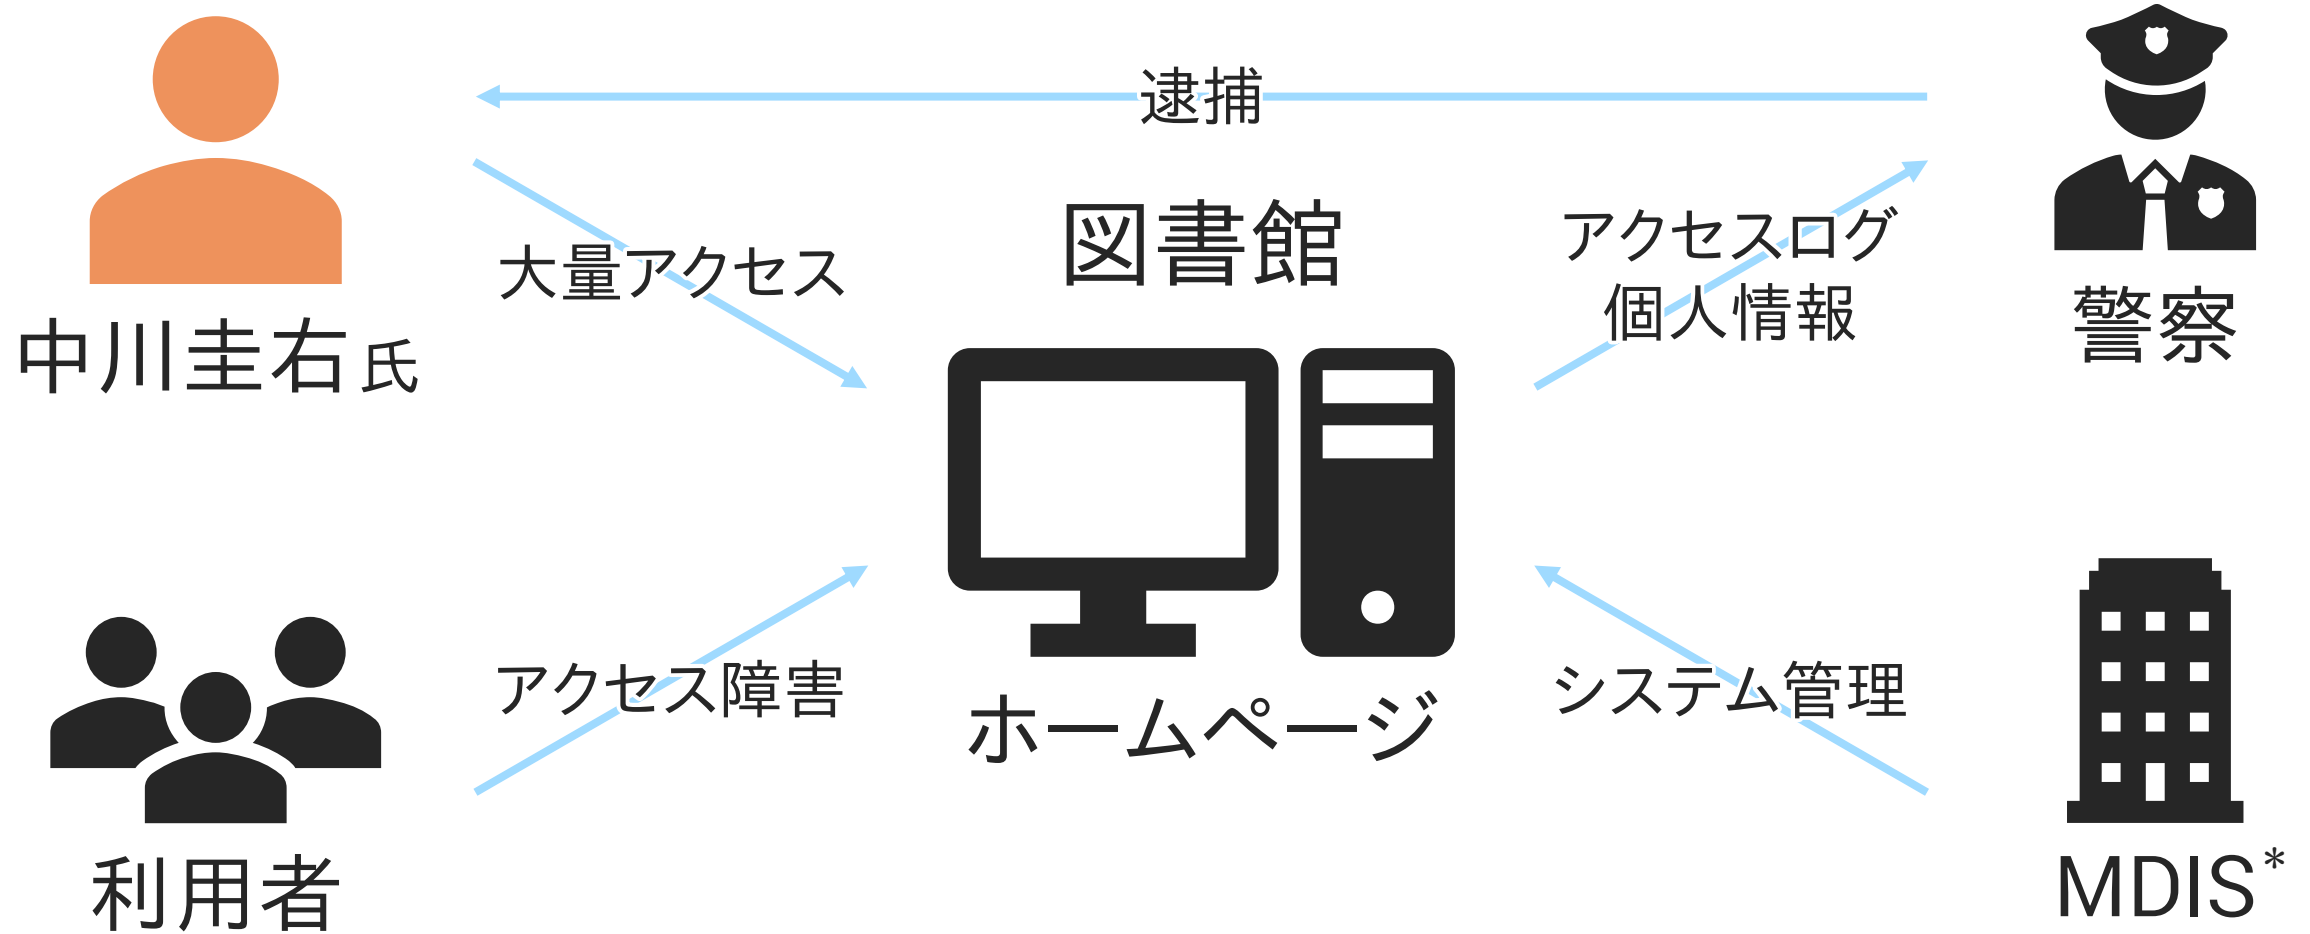 逮捕
中川圭右 氏
大量アクセス
図書館
ホームページ
アクセスログ
個人情報
警察
利用者
アクセス障害
システム管理
MDIS*